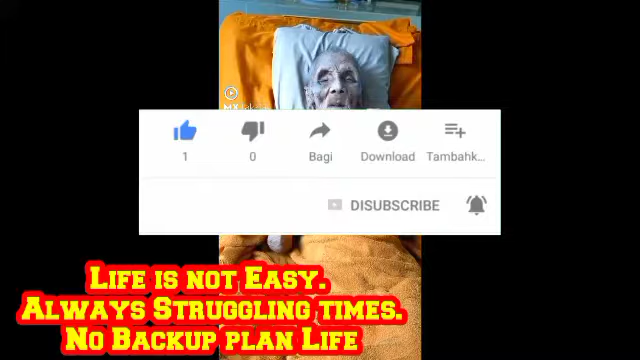 1
0
Bagi
Download
Tambahk...
DISUBSCRIBE
Life is not Easy.
Always Struggling times.
No Backup plan Life